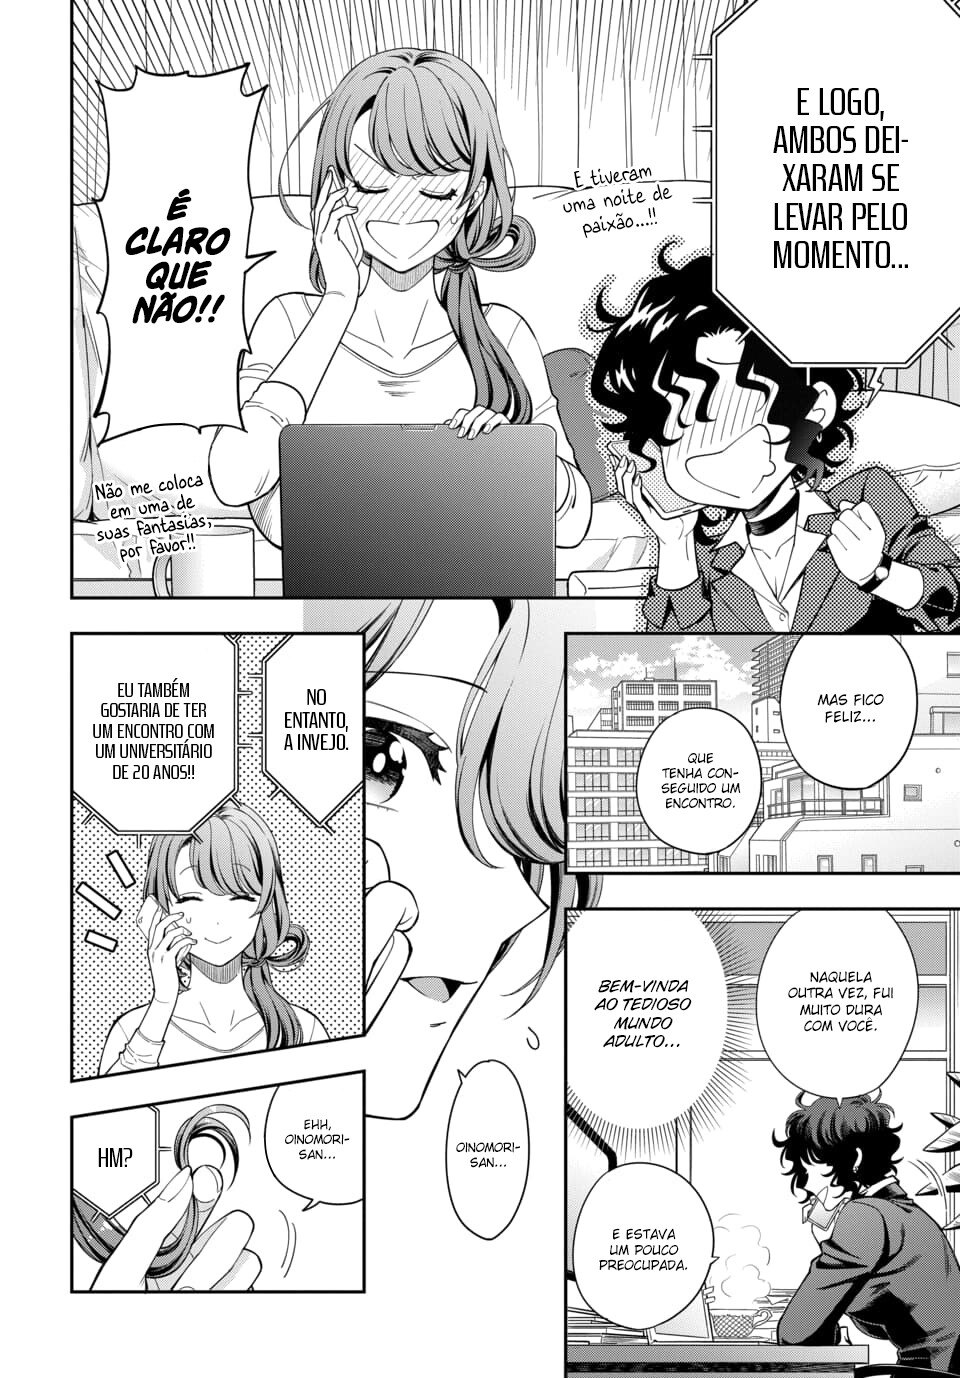 E LOGO,
AMBOS DEI-
XARAM SE
LEVAR PELO
MOMENTO...
E tiveram
uma noite de
paixão...!!
É
CLARO
QUE
NÃO!!
Não me coloca
em uma de
suas fantasias,
por favor!!
MAS FICO
FELIZ...
QUE
TENHA CON-
SEGUIDO UM
ENCONTRO.
NAQUELA
OUTRA VEZ, FUI
MUITO DURA
COM VOCÊ.
BEM-VINDA
AO TEDIOSO
MUNDO
ADULTO...
E ESTAVA
UM POUCO
PREOCUPADA.
NO
ENTANTO,
A INVEJO.
EU TAMBÉM
GOSTARIA DE TER
UM ENCONTRO COM
UM UNIVERSITÁRIO
DE 20 ANOS!!
OINOMORI-
SAN...
EHH,
OINOMORI-
SAN...
HM?